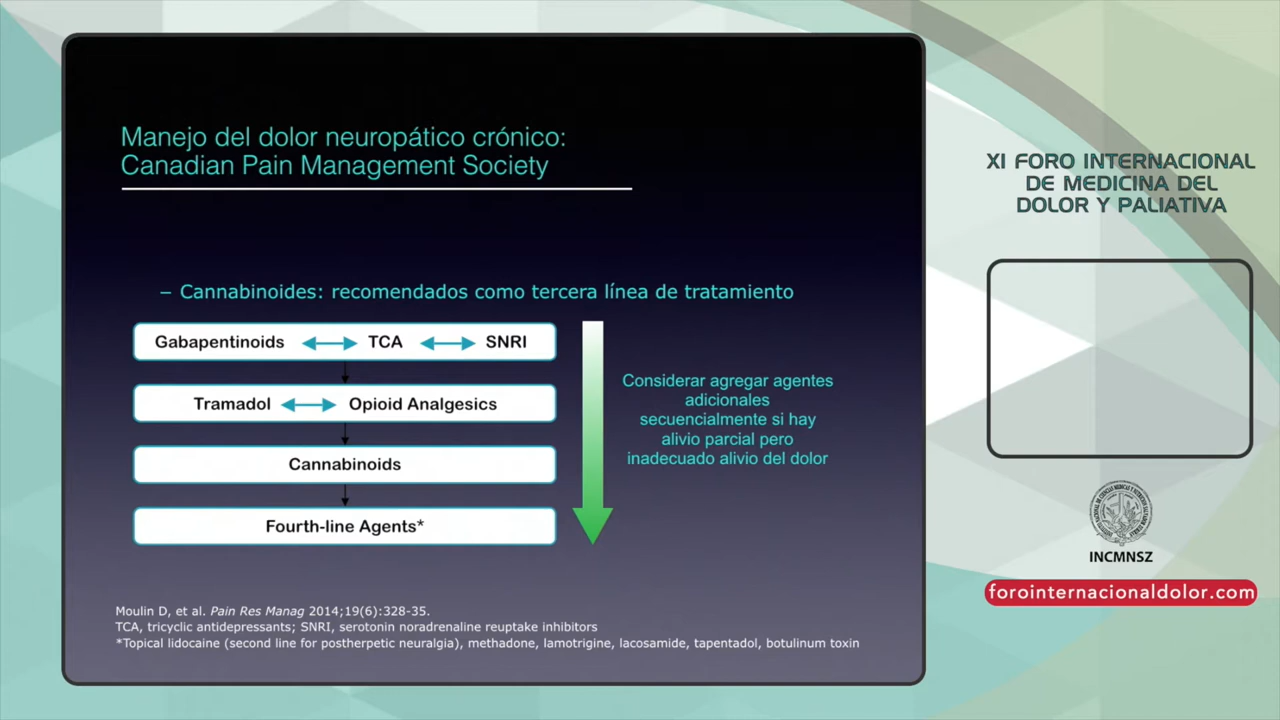 Manejo del dolor neuropático crónico:
Canadian Pain Management Society
– Cannabinoides: recomendados como tercera línea de tratamiento
Gabapentinoids TCA SNRI
Tramadol Opioid Analgesics
Cannabinoids
Fourth-line Agents*
Considerar agregar agentes
adicionales
secuencialmente si hay
alivio parcial pero
inadecuado alivio del dolor
Moulin D, et al. Pain Res Manag 2014;19(6):328-35.
TCA, tricyclic antidepressants; SNRI, serotonin noradrenaline reuptake inhibitors
*Topical lidocaine (second line for postherpetic neuralgia), methadone, lamotrigine, lacosamide, tapentadol, botulinum toxin
XI FORO INTERNACIONAL
DE MEDICINA DEL
DOLOR Y PALIATIVA
INCMNSZ
forointernacionaldolor.com